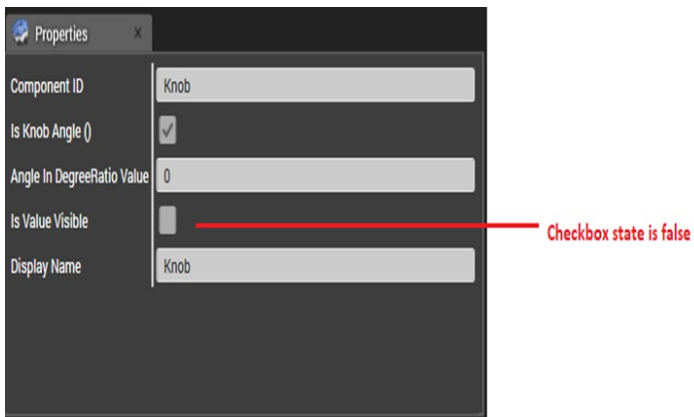 Properties ×
Component ID Knob
Is Knob Angle ()
Angle In DegreeRatio Value 0
Is Value Visible
Checkbox state is false
Display Name Knob